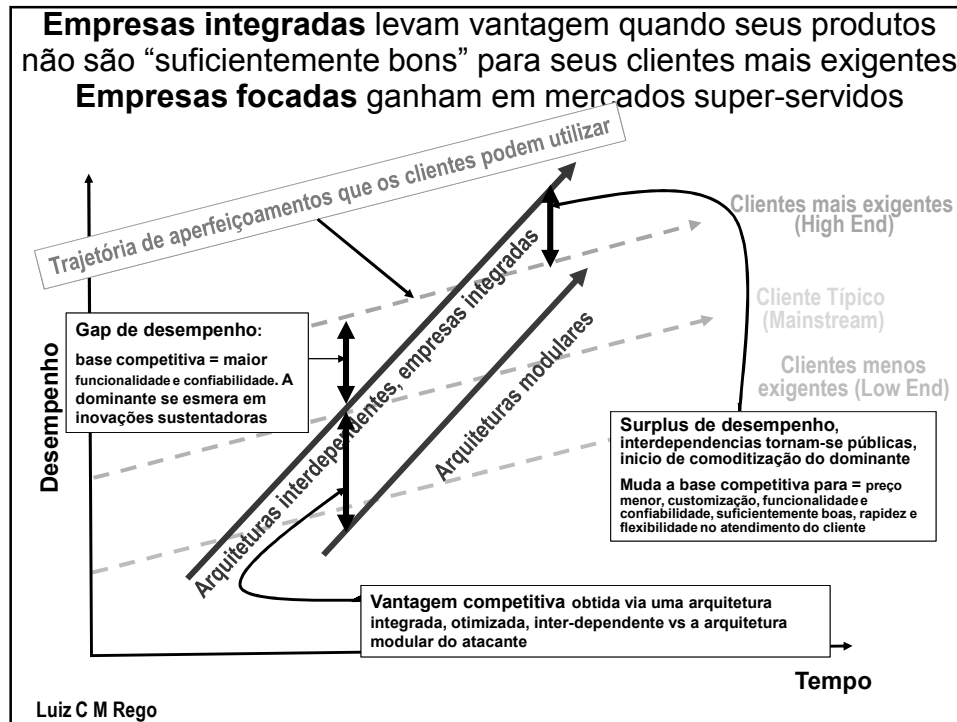 Empresas integradas levam vantagem quando seus produtos
não são “suficientemente bons” para seus clientes mais exigentes
Empresas focadas ganham em mercados super-servidos
Trajetória de aperfeiçoamentos que os clientes podem utilizar
Clientes mais exigentes
(High End)
Cliente Típico
(Mainstream)
Clientes menos
exigentes (Low End)
Desempenho
Gap de desempenho:
base competitiva = maior
funcionalidade e confiabilidade. A
dominante se esmera em
inovações sustentadoras
Arquiteturas interdependentes, empresas integradas
Arquiteturas modulares
Surplus de desempenho,
interdependencias tornam-se públicas,
inicio de comoditização do dominante
Muda a base competitiva para = preço
menor, customização, funcionalidade e
confiabilidade, suficientemente boas, rapidez e
flexibilidade no atendimento do cliente
Vantagem competitiva obtida via uma arquitetura
integrada, otimizada, inter-dependente vs a arquitetura
modular do atacante
Tempo
Luiz C M Rego